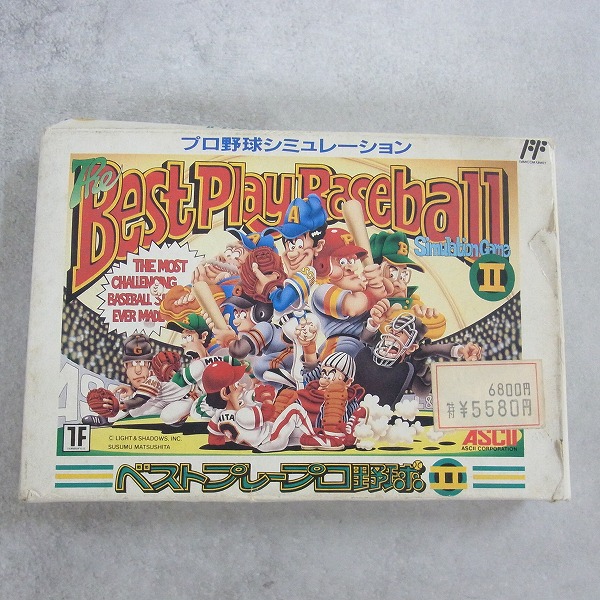 プロ野球シミュレーション
The
Best Play Baseball
Simulation Game
II
THE MOST
CHALLENGING
BASEBALL
EVER MADE
A
P
B
G
6800円
¥5580円
TF
C. LIGHT & SHADOWS, INC.
SUSUMU MATSUSHITA
ASCII
ASCII CORPORATION
ベストプレープロ野球II